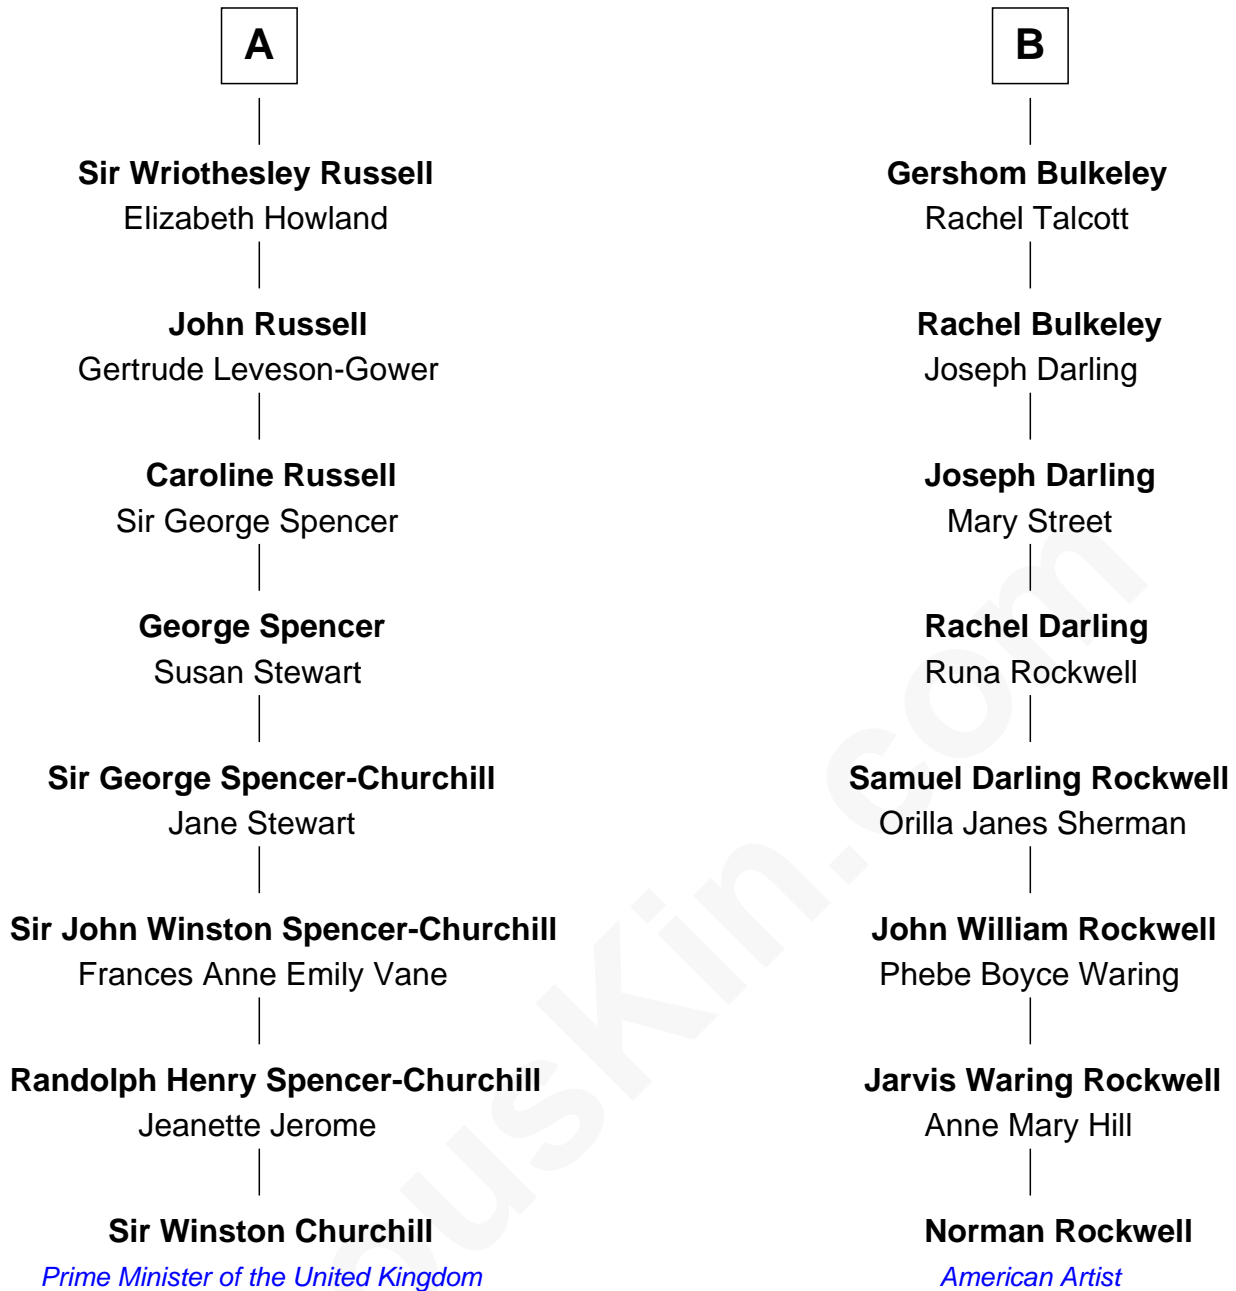 A
Sir Wriothesley Russell
Elizabeth Howland
John Russell
Gertrude Leveson-Gower
Caroline Russell
Sir George Spencer
George Spencer
Susan Stewart
Sir George Spencer-Churchill
Jane Stewart
Sir John Winston Spencer-Churchill
Frances Anne Emily Vane
Randolph Henry Spencer-Churchill
Jeanette Jerome
Sir Winston Churchill
Prime Minister of the United Kingdom
B
Gershom Bulkeley
Rachel Talcott
Rachel Bulkeley
Joseph Darling
Joseph Darling
Mary Street
Rachel Darling
Runa Rockwell
Samuel Darling Rockwell
Orilla Janes Sherman
John William Rockwell
Phebe Boyce Waring
Jarvis Waring Rockwell
Anne Mary Hill
Norman Rockwell
American Artist
ousKin.com